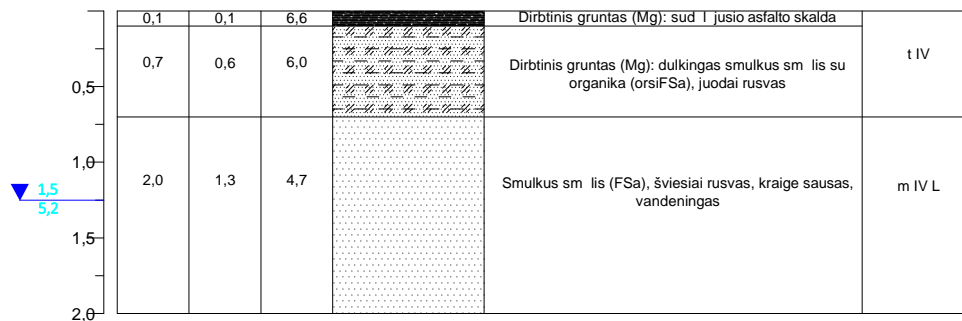 0,1 0,1 6,6 Dirbtinis gruntas (Mg): sud l jusio asfalto skalda
t IV
0,7 0,6 6,0 Dirbtinis gruntas (Mg): dulkingas smulkus sm lis su
organika (orsiFSa), juodai rusvas
0,5
1,0
2,0 1,3 4,7 Smulkus sm lis (FSa), šviesiai rusvas, kraige sausas,
vandeningas
m IV L
1,5
5,2
1,5
2,0